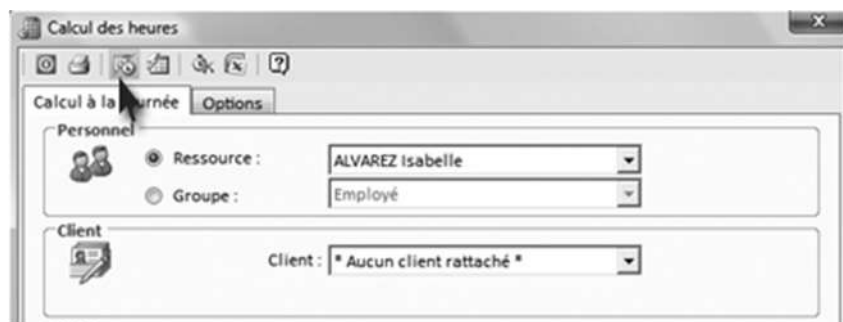 Calcul des heures
Calcul à la journée Options
Personnel
Ressource : ALVAREZ Isabelle
Groupe : Employé
Client
Client : * Aucun client rattaché *